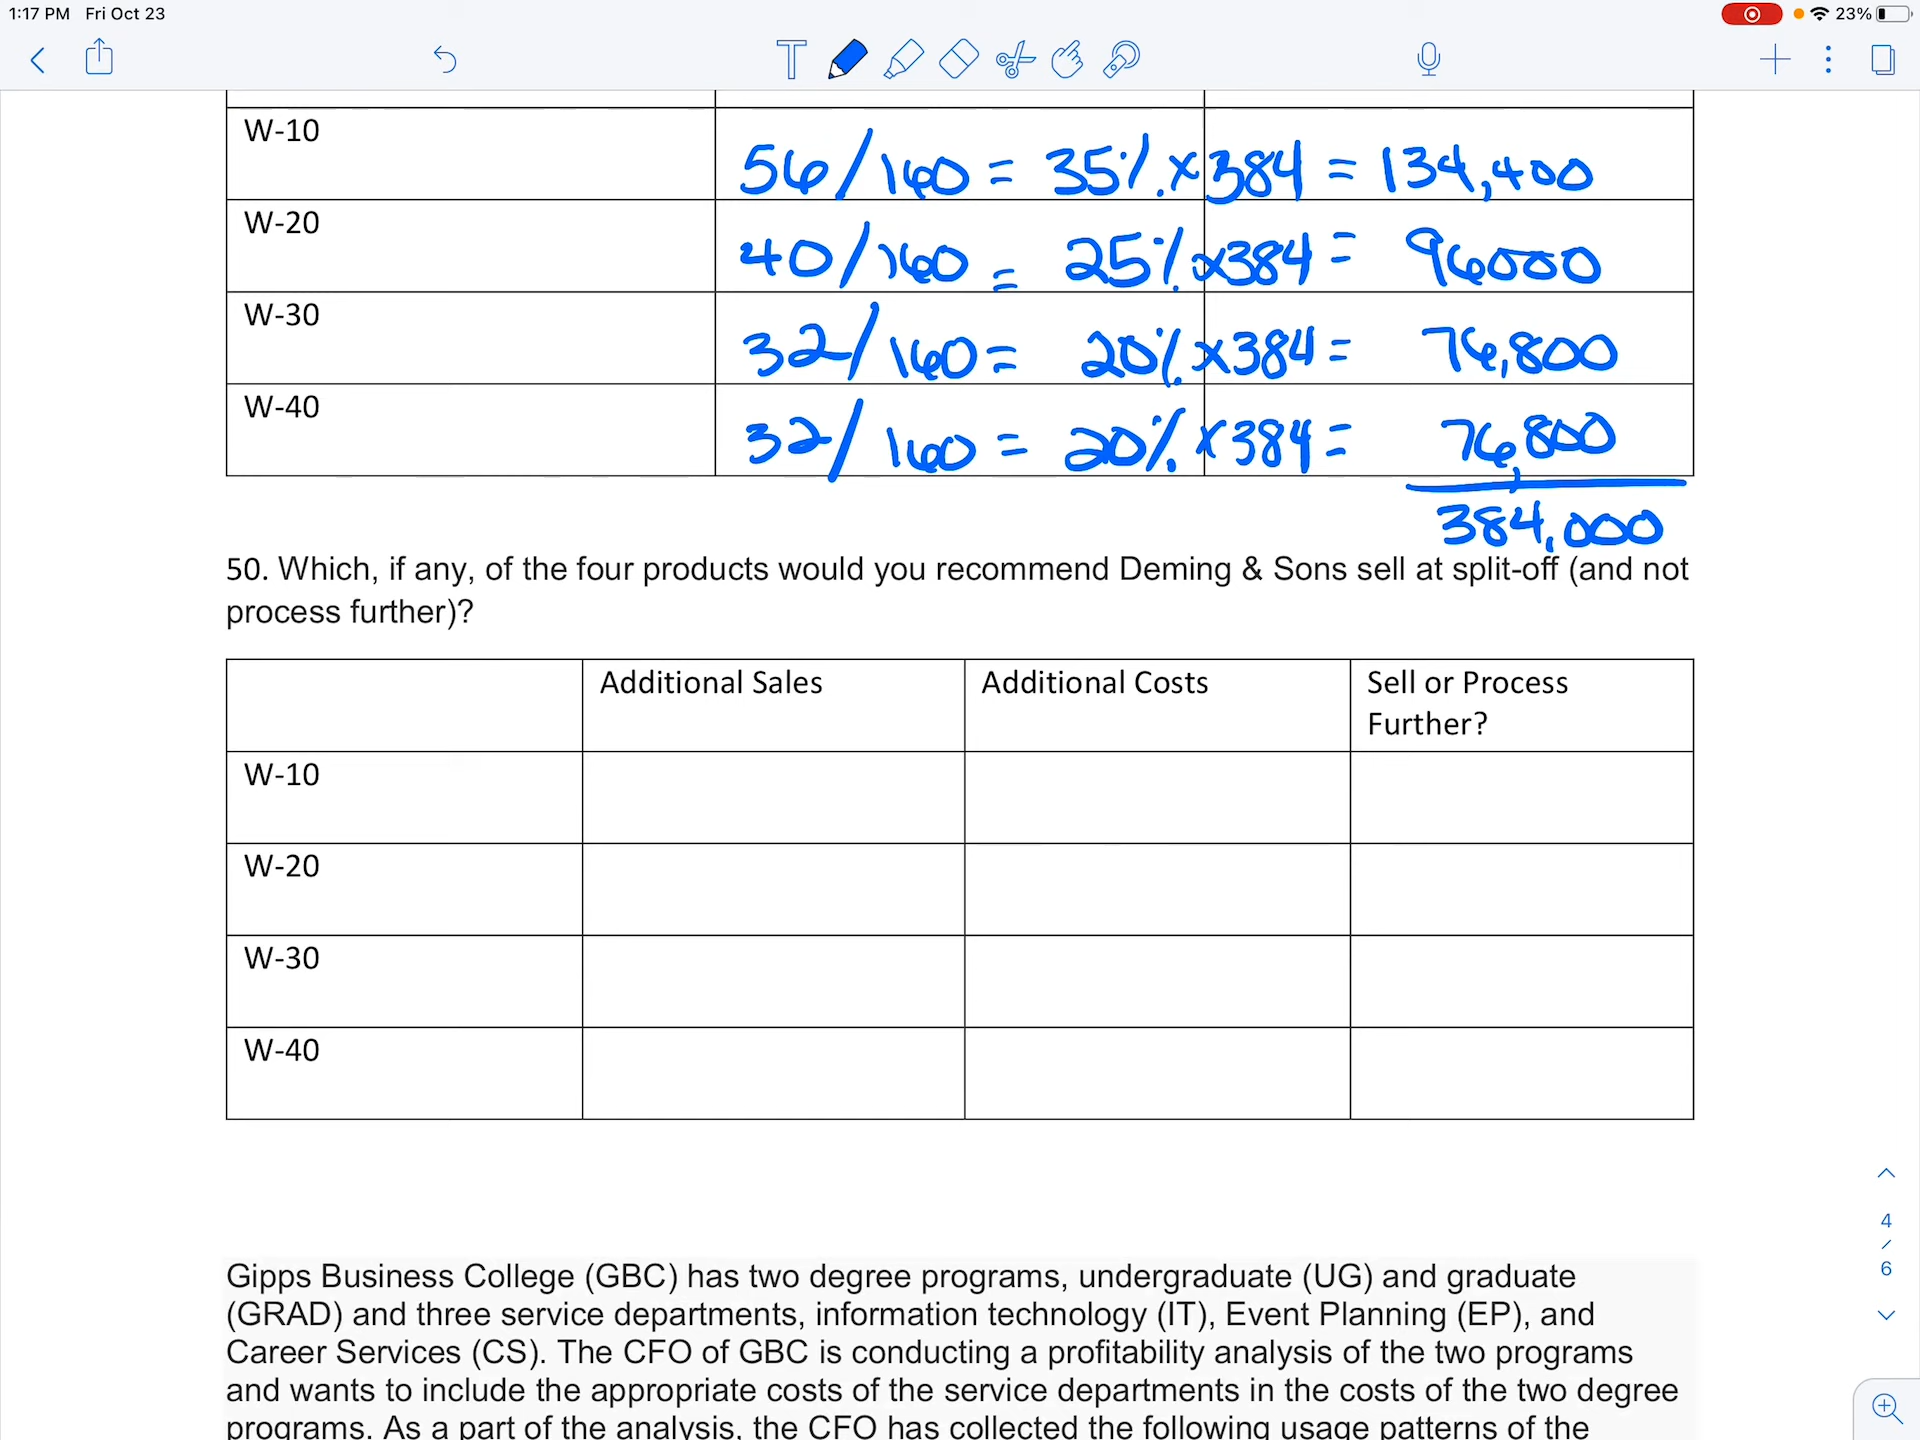 1:17 PM Fri Oct 23
23%
T
W-10
56/160 = 35% x 384 = 134,400
W-20
40/160 = 25% x384 = 96000
W-30
32/160 = 20% x384 = 76,800
W-40
32/160 = 20% x384 = 76,800
384,000
50. Which, if any, of the four products would you recommend Deming & Sons sell at split-off (and not
process further)?
Additional Sales Additional Costs Sell or Process
Further?
W-10
W-20
W-30
W-40
4
/
6
Gipps Business College (GBC) has two degree programs, undergraduate (UG) and graduate
(GRAD) and three service departments, information technology (IT), Event Planning (EP), and
Career Services (CS). The CFO of GBC is conducting a profitability analysis of the two programs
and wants to include the appropriate costs of the service departments in the costs of the two degree
programs. As a part of the analysis, the CFO has collected the following usage patterns of the